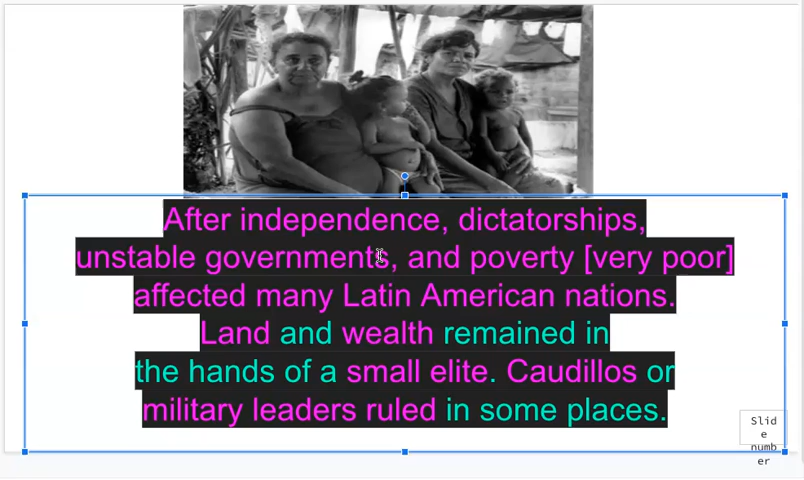 After independence, dictatorships,
unstable governments, and poverty [very poor]
affected many Latin American nations.
Land and wealth remained in
the hands of a small elite. Caudillos or
military leaders ruled in some places.
Slid
e
numb
er